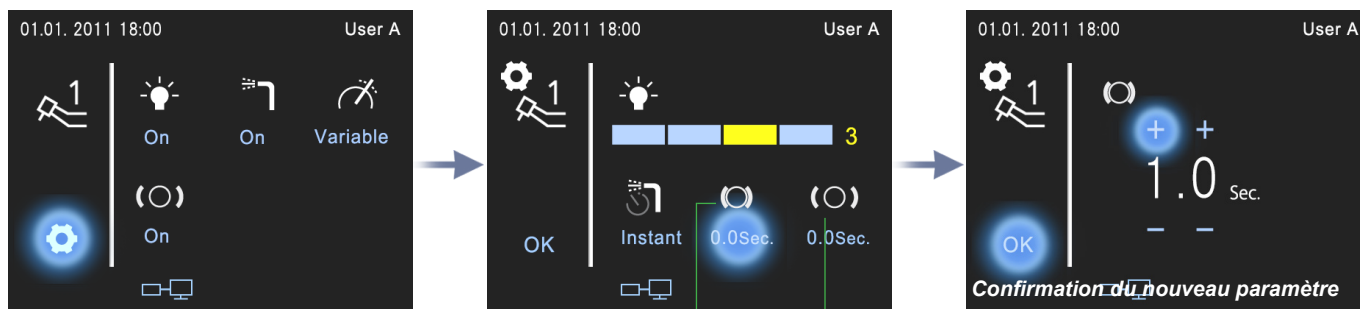 01.01. 2011 18:00 User A
1
On On Variable
On
01.01. 2011 18:00 User A
1
3
Instant 0.0Sec. 0.0Sec.
OK
01.01. 2011 18:00 User A
1
+ +
1.0 Sec.
− −
OK
Confirmation du nouveau paramètre